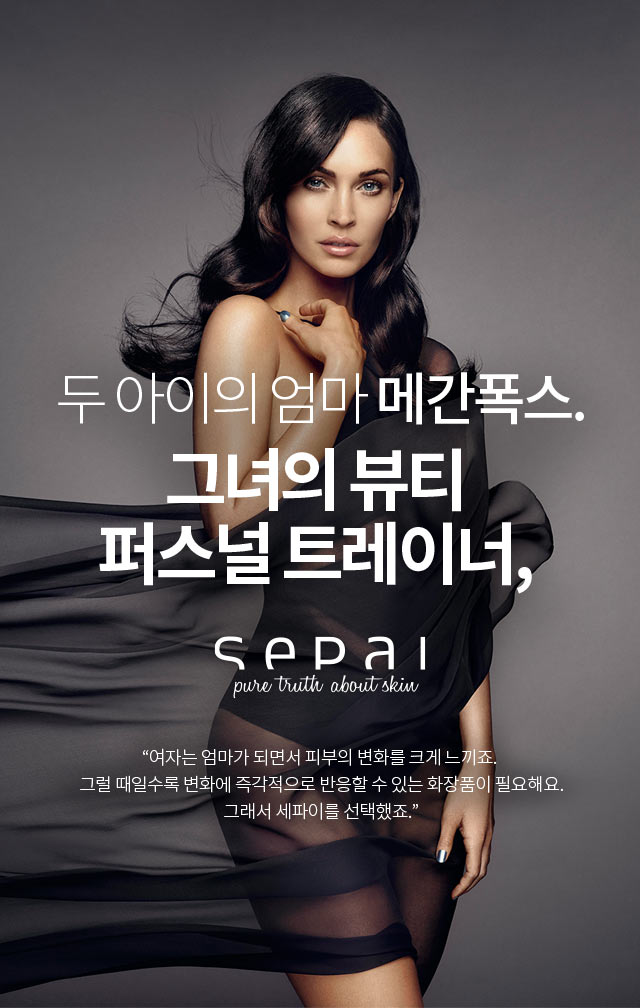 두 아이의 엄마 메간폭스.
그녀의 뷰티
퍼스널 트레이너,
sepai
pure truth about skin
“여자는 엄마가 되면서 피부의 변화를 크게 느끼죠.
그럴 때일수록 변화에 즉각적으로 반응할 수 있는 화장품이 필요해요.
그래서 세파이를 선택했죠.”